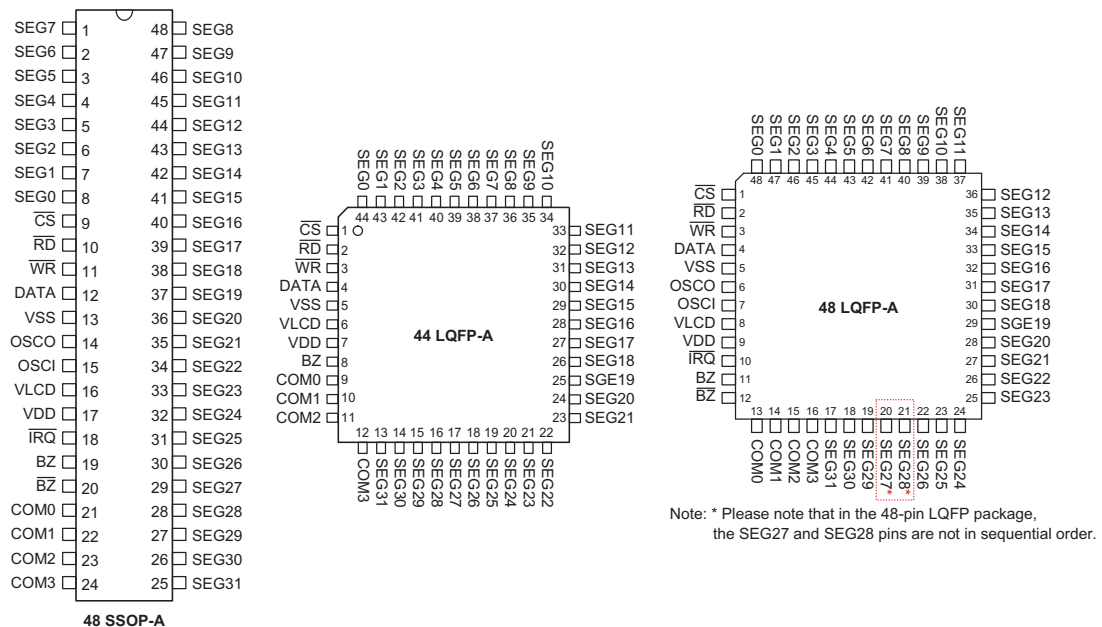 SEG7 1 48 SEG8
SEG6 2 47 SEG9
SEG5 3 46 SEG10
SEG4 4 45 SEG11
SEG3 5 44 SEG12
SEG2 6 43 SEG13
SEG1 7 42 SEG14
SEG0 8 41 SEG15
CS 9 40 SEG16
RD 10 39 SEG17
WR 11 38 SEG18
DATA 12 37 SEG19
VSS 13 36 SEG20
OSCO 14 35 SEG21
OSCI 15 34 SEG22
VLCD 16 33 SEG23
VDD 17 32 SEG24
IRQ 18 31 SEG25
BZ 19 30 SEG26
BZ 20 29 SEG27
COM0 21 28 SEG28
COM1 22 27 SEG29
COM2 23 26 SEG30
COM3 24 25 SEG31
48 SSOP-A
SEG0 SEG1 SEG2 SEG3 SEG4 SEG5 SEG6 SEG7 SEG8 SEG9 SEG10
44 43 42 41 40 39 38 37 36 35 34
CS 1 33 SEG11
RD 2 32 SEG12
WR 3 31 SEG13
DATA 4 30 SEG14
VSS 5 29 SEG15
VLCD 6 28 SEG16
44 LQFP-A
VDD 7 27 SEG17
BZ 8 26 SEG18
COM0 9 25 SGE19
COM1 10 24 SEG20
COM2 11 23 SEG21
12 13 14 15 16 17 18 19 20 21 22
COM3 SEG31 SEG30 SEG29 SEG28 SEG27 SEG26 SEG25 SEG24 SEG23 SEG22
SEG0 SEG1 SEG2 SEG3 SEG4 SEG5 SEG6 SEG7 SEG8 SEG9 SEG10 SEG11
48 47 46 45 44 43 42 41 40 39 38 37
CS 1 36 SEG12
RD 2 35 SEG13
WR 3 34 SEG14
DATA 4 33 SEG15
VSS 5 32 SEG16
OSCO 6 31 SEG17
OSCI 7 30 SEG18
48 LQFP-A
VLCD 8 29 SGE19
VDD 9 28 SEG20
IRQ 10 27 SEG21
BZ 11 26 SEG22
BZ 12 25 SEG23
13 14 15 16 17 18 19 20 21 22 23 24
COM0 COM1 COM2 COM3 SEG31 SEG30 SEG29 SEG27* SEG28* SEG26 SEG25 SEG24
Note: * Please note that in the 48-pin LQFP package,
the SEG27 and SEG28 pins are not in sequential order.